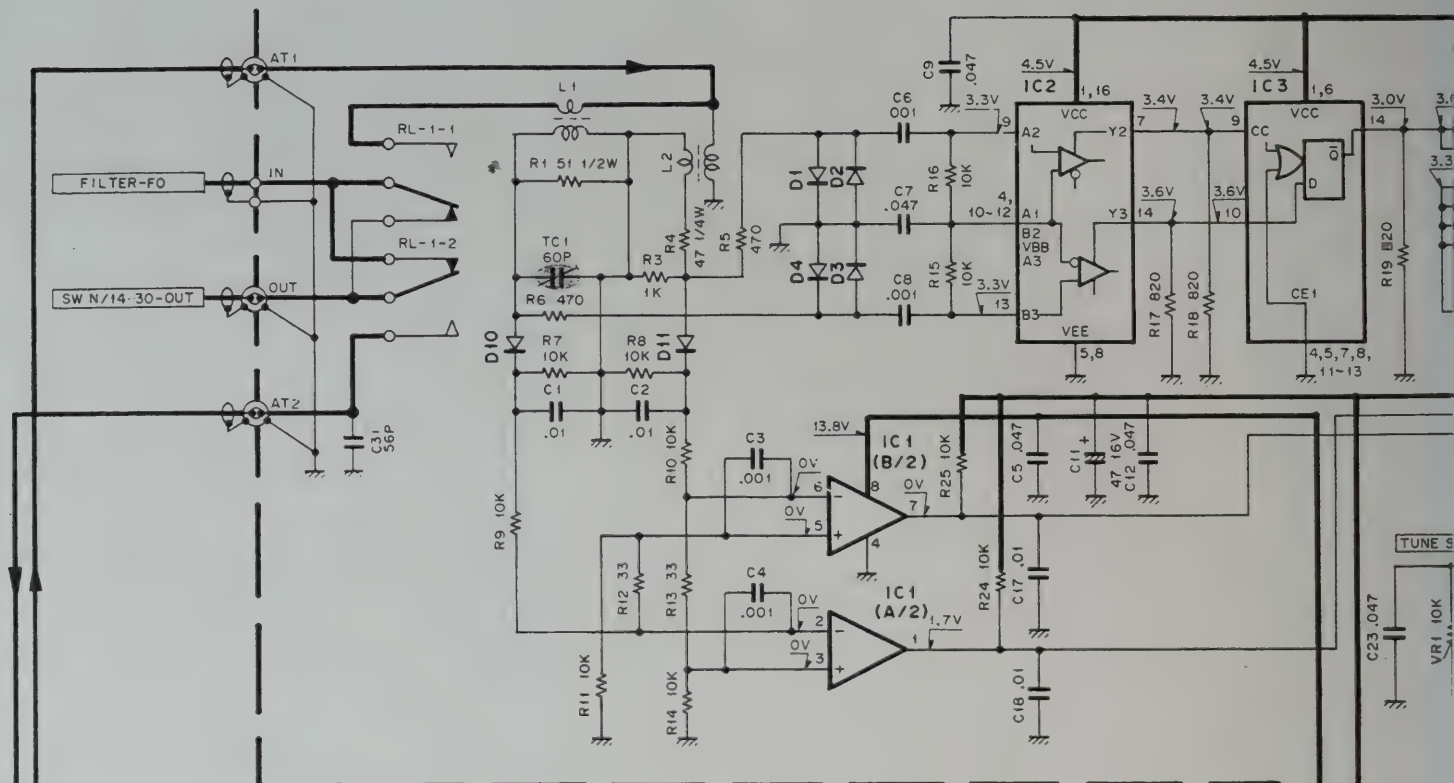 AT1
L1
RL-1-1
IN
FILTER-FO
R1 51 1/2W
L2
RL-1-2
TC1
60P
R3
1K
R4
47 1/4W
R5
470
OUT
SW N/14·30-OUT
R6 470
D10
R7
10K
R8
10K
D11
C1
.01
C2
.01
AT2
C31
56P
C9
.047
C6
001
C7
.047
C8
.001
D1
D2
D4
D3
R16
10K
R15
10K
3.3V
9
4,
10~12
3.3V
13
4.5V
IC2
1,16
VCC
A2
Y2
A1
B2
VBB
A3
Y3
B3
VEE
5,8
3.4V
7
3.4V
9
3.6V
14
3.6V
10
R17 820
R18 820
4.5V
IC3
1,6
VCC
CC
Q̄
D
CE1
4,5,7,8,
11~13
3.0V
14
R19 820
3.3
R9 10K
R10 10K
C3
.001
0V
6
0V
5
13.8V
IC1
(B/2)
8
−
+
4
0V
7
R25 10K
C5 .047
C11 +
47 16V
C12 .047
R12 33
R13 33
C4
.001
0V
2
0V
3
IC1
(A/2)
−
+
1
1.7V
R24 10K
C17 .01
C18 .01
R11 10K
R14 10K
TUNE S
C23 .047
VR1 10K